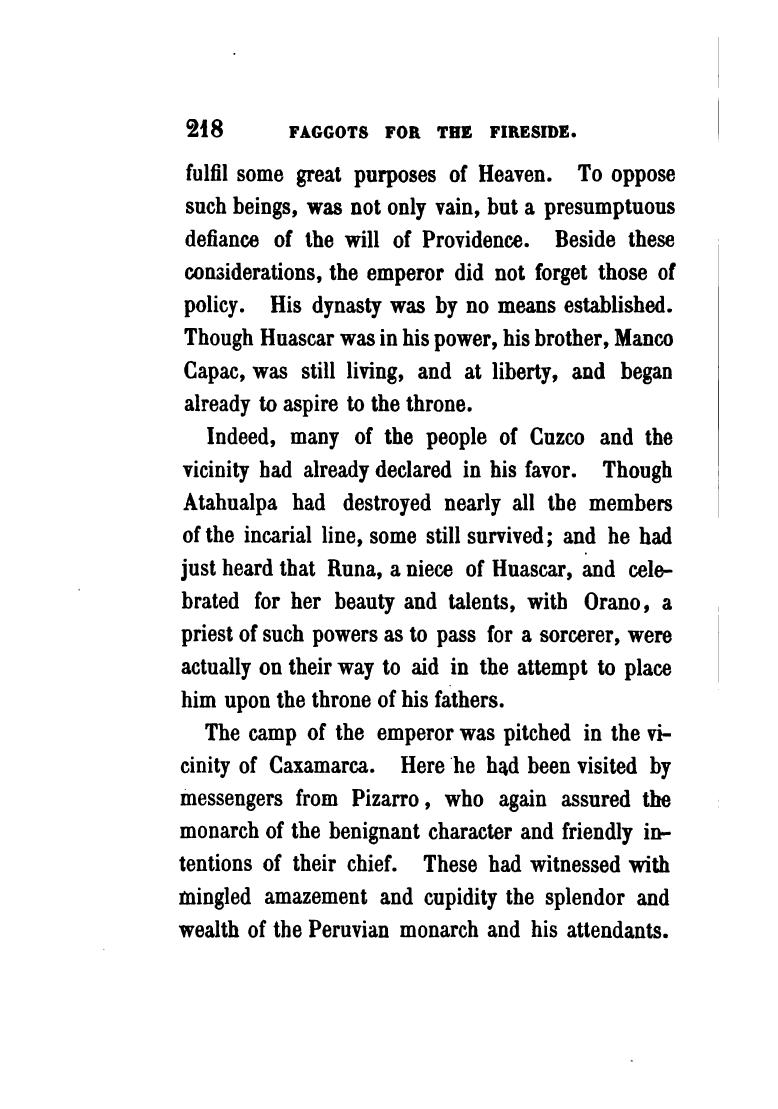 218 FAGGOTS FOR THE FIRESIDE.
fulfil some great purposes of Heaven. To oppose
such beings, was not only vain, but a presumptuous
defiance of the will of Providence. Beside these
considerations, the emperor did not forget those of
policy. His dynasty was by no means established.
Though Huascar was in his power, his brother, Manco
Capac, was still living, and at liberty, and began
already to aspire to the throne.
Indeed, many of the people of Cuzco and the
vicinity had already declared in his favor. Though
Atahualpa had destroyed nearly all the members
of the incarial line, some still survived; and he had
just heard that Runa, a niece of Huascar, and cele-
brated for her beauty and talents, with Orano, a
priest of such powers as to pass for a sorcerer, were
actually on their way to aid in the attempt to place
him upon the throne of his fathers.
The camp of the emperor was pitched in the vi-
cinity of Caxamarca. Here he had been visited by
messengers from Pizarro, who again assured the
monarch of the benignant character and friendly in-
tentions of their chief. These had witnessed with
mingled amazement and cupidity the splendor and
wealth of the Peruvian monarch and his attendants.